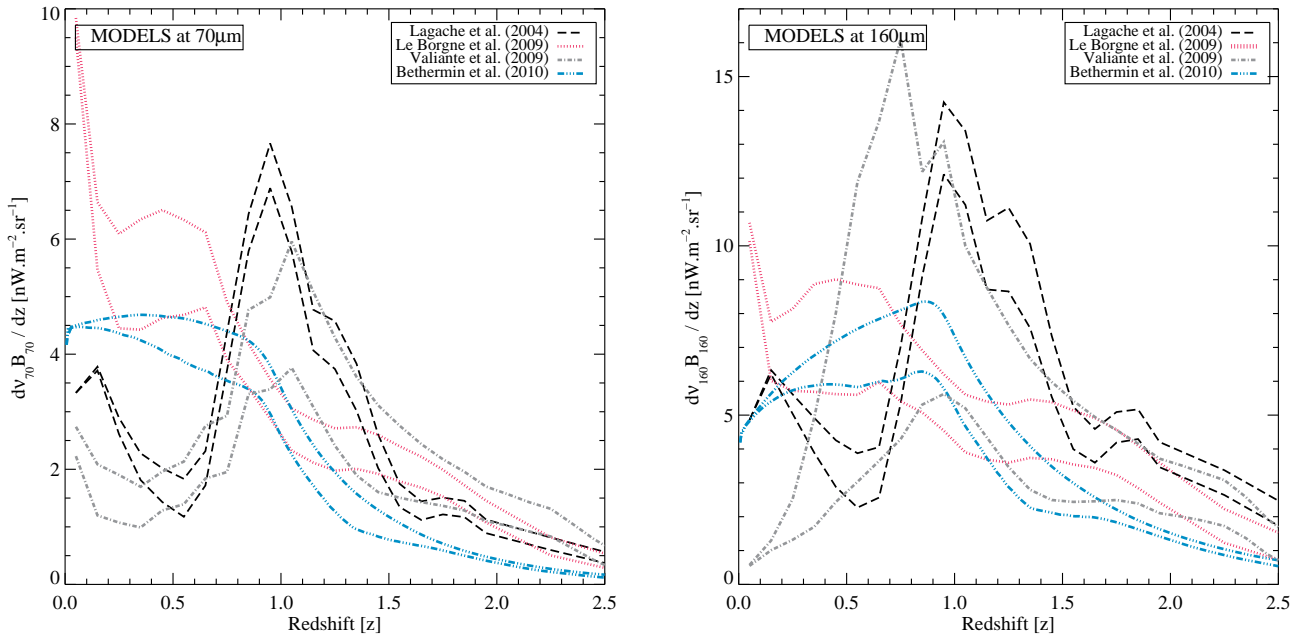 MODELS at 70µm
Lagache et al. (2004)
Le Borgne et al. (2009)
Valiante et al. (2009)
Bethermin et al. (2010)
10
8
6
4
2
0
dν70B70 / dz [nW.m−2.sr−1]
0.0 0.5 1.0 1.5 2.0 2.5
Redshift [z]
MODELS at 160µm
Lagache et al. (2004)
Le Borgne et al. (2009)
Valiante et al. (2009)
Bethermin et al. (2010)
15
10
5
0
dν160B160 / dz [nW.m−2.sr−1]
0.0 0.5 1.0 1.5 2.0 2.5
Redshift [z]